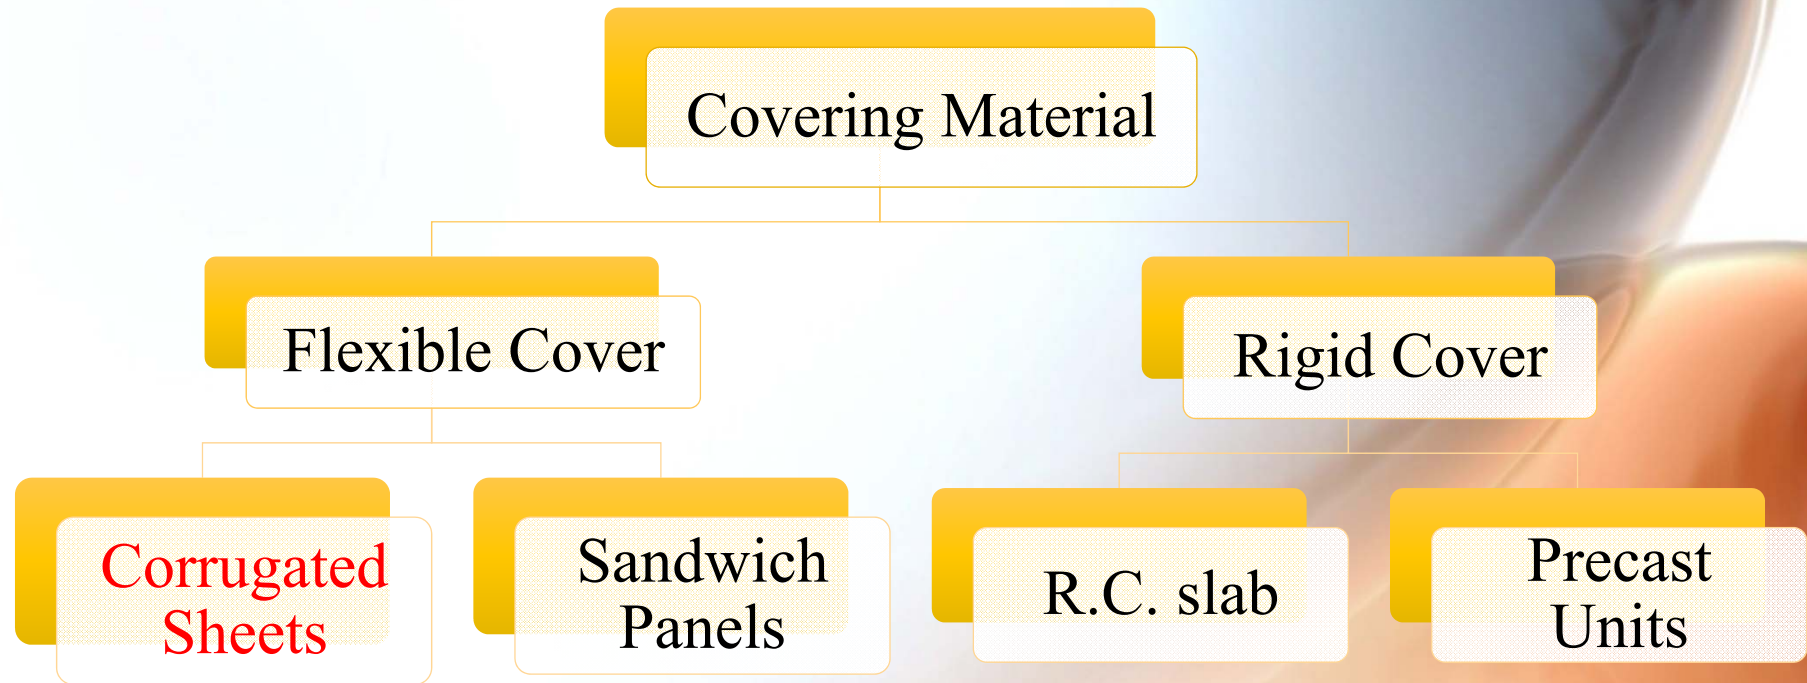 Covering Material
Flexible Cover
Rigid Cover
Corrugated
Sheets
Sandwich
Panels
R.C. slab
Precast
Units